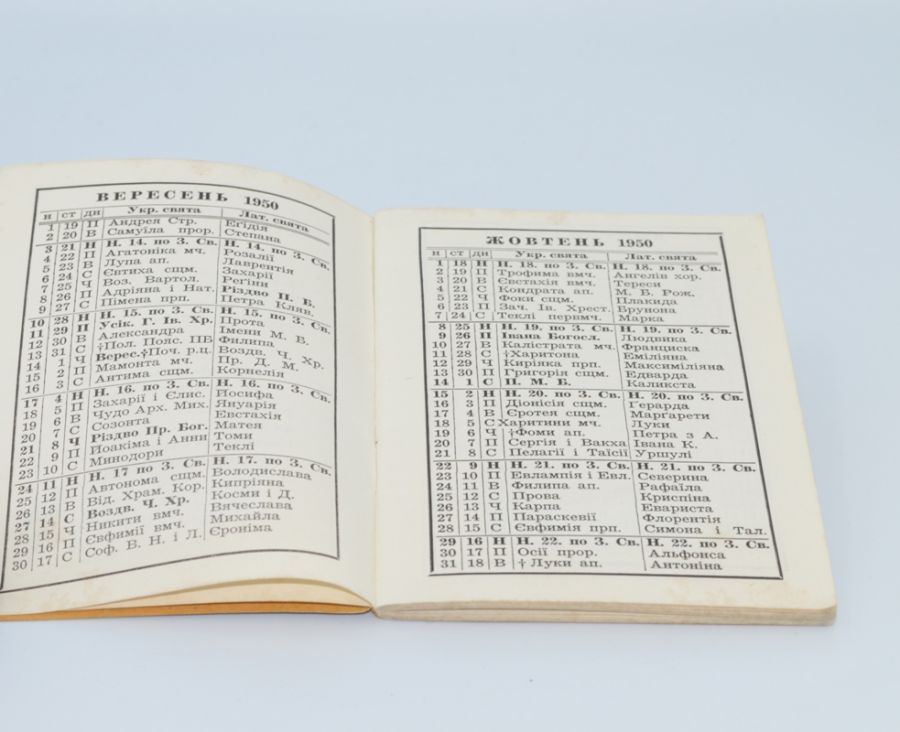 ВЕРЕСЕНЬ 1950
н ст дн Укр. свята Лат. свята
1 19 П Андрея Стр. Егідія
2 20 В Самуїла прор. Степана
3 21 Н Н. 14. по З. Св. Н. 14. по З. Св.
4 22 П Агатоніка мч. Розалії
5 23 В Лупа ап. Лаврентія
6 24 С Євтиха сщм. Захарії
7 25 Ч Воз. Вартол. Регіни
8 26 П Адріяна і Нат. Різдво П. Б.
9 27 С Пімена прп. Петра Кляв.
10 28 Н Н. 15. по З. Св. Н. 15. по З. Св.
11 29 П Усік. Г. Ів. Хр. Прота
12 30 В Александра Імени М. В.
13 31 С †Пол. Пояс. ПВ Филипа
14 1 Ч Верес.†Поч. р.ц. Воздв. Ч. Хр.
15 2 П Мамонта мч. Пр. Д. М.
16 3 С Антима сщм. Корнелія
17 4 Н Н. 16. по З. Св. Н. 16. по З. Св.
18 5 П Захарії і Єлис. Йосифа
19 6 В Чудо Арх. Мих. Януарія
20 7 С Созонта Евстахія
21 8 Ч Різдво Пр. Бог. Матея
22 9 П Йоакіма і Анни Томи
23 10 С Минодори Теклі
24 11 Н Н. 17 по З. Св. Н. 17. по З. Св.
25 12 П Автонома сщм. Володислава
26 13 В Від. Храм. Кор. Киприяна
27 14 С Воздв. Ч. Хр. Косми і Д.
28 15 Ч Никити вмч. Вячеслава
29 16 П Євфимії вмч. Михайла
30 17 С Соф. В. Н. і Л. Єроніма
ЖОВТЕНЬ 1950
н ст дн Укр. свята Лат. свята
1 18 Н Н. 18. по З. Св. Н. 18. по З. Св.
2 19 П Трофима вмч. Ангелів хор.
3 20 В Євстахія вмч. Тереси
4 21 С Кондрата ап. М. В. Рож.
5 22 Ч Фоки сщм. Плакида
6 23 П Зач. Ів. Хрест. Брунона
7 24 С Теклі первмч. Марка
8 25 Н Н. 19. по З. Св. Н. 19. по З. Св.
9 26 П Івана Богосл. Людвика
10 27 В Калістрата мч. Франциска
11 28 С †Харитона Еміліяна
12 29 Ч Киріяка прп. Максиміліяна
13 30 П Григорія сщм. Едварда
14 1 С П. М. Б. Каликста
15 2 Н Н. 20. по З. Св. Н. 20. по З. Св.
16 3 П Діонісія сщм. Ґерарда
17 4 В Єротея сщм. Марґарети
18 5 С Харитини мч. Луки
19 6 Ч †Фоми ап. Петра з А.
20 7 П Сергія і Вакха Івана К.
21 8 С Пелагії і Таїсії Уршулі
22 9 Н Н. 21. по З. Св. Н. 21. по З. Св.
23 10 П Евлампія і Евл. Северина
24 11 В Филипа ап. Рафаїла
25 12 С Прова Криспіна
26 13 Ч Карпа Евариста
27 14 П Параскевії Флорентія
28 15 С Євфимія прп. Симона і Тал.
29 16 Н Н. 22. по З. Св. Н. 22. по З. Св.
30 17 П Осії прор. Альфонса
31 18 В † Луки ап. Антоніна